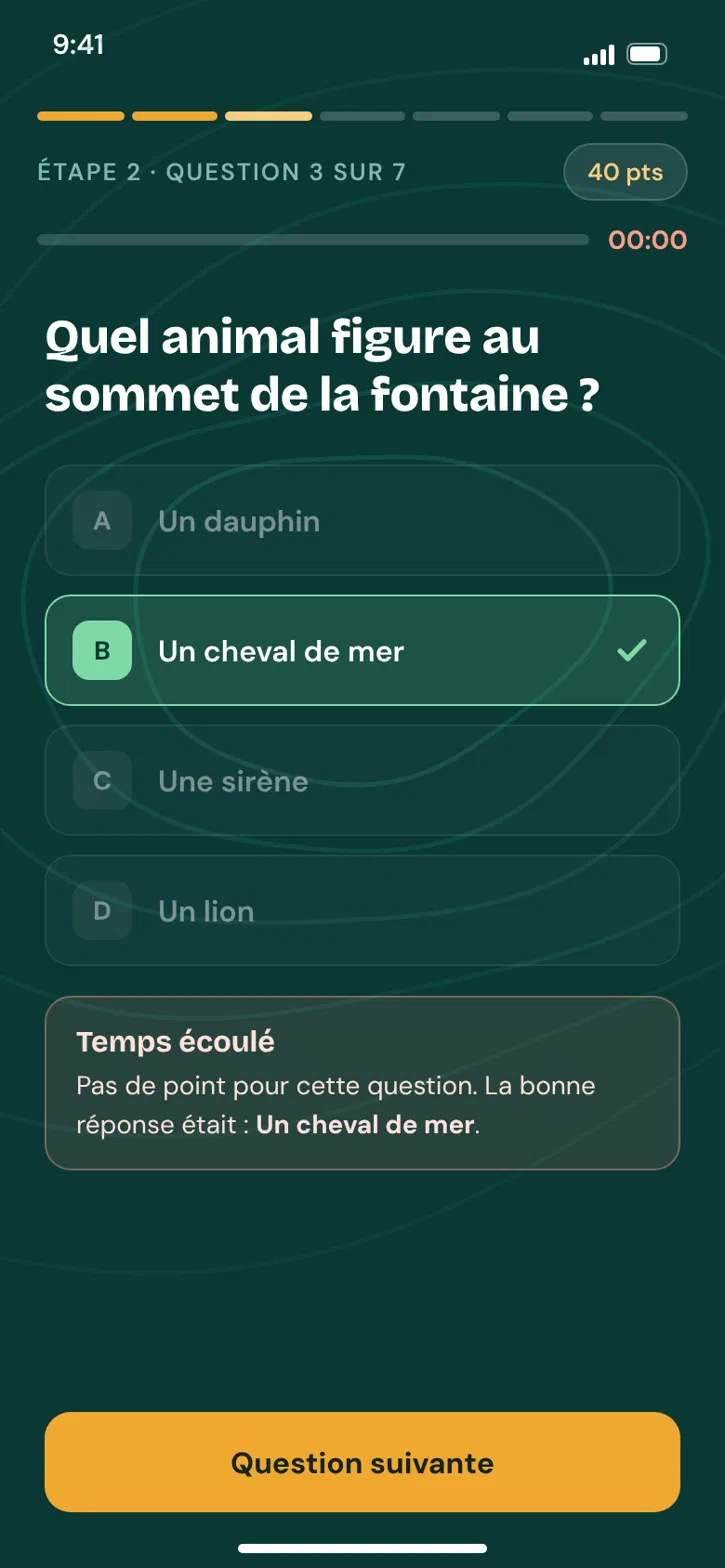 9:41
ÉTAPE 2 · QUESTION 3 SUR 7
40 pts
00:00
Quel animal figure au
sommet de la fontaine ?
A Un dauphin
B Un cheval de mer
C Une sirène
D Un lion
Temps écoulé
Pas de point pour cette question. La bonne
réponse était : Un cheval de mer.
Question suivante